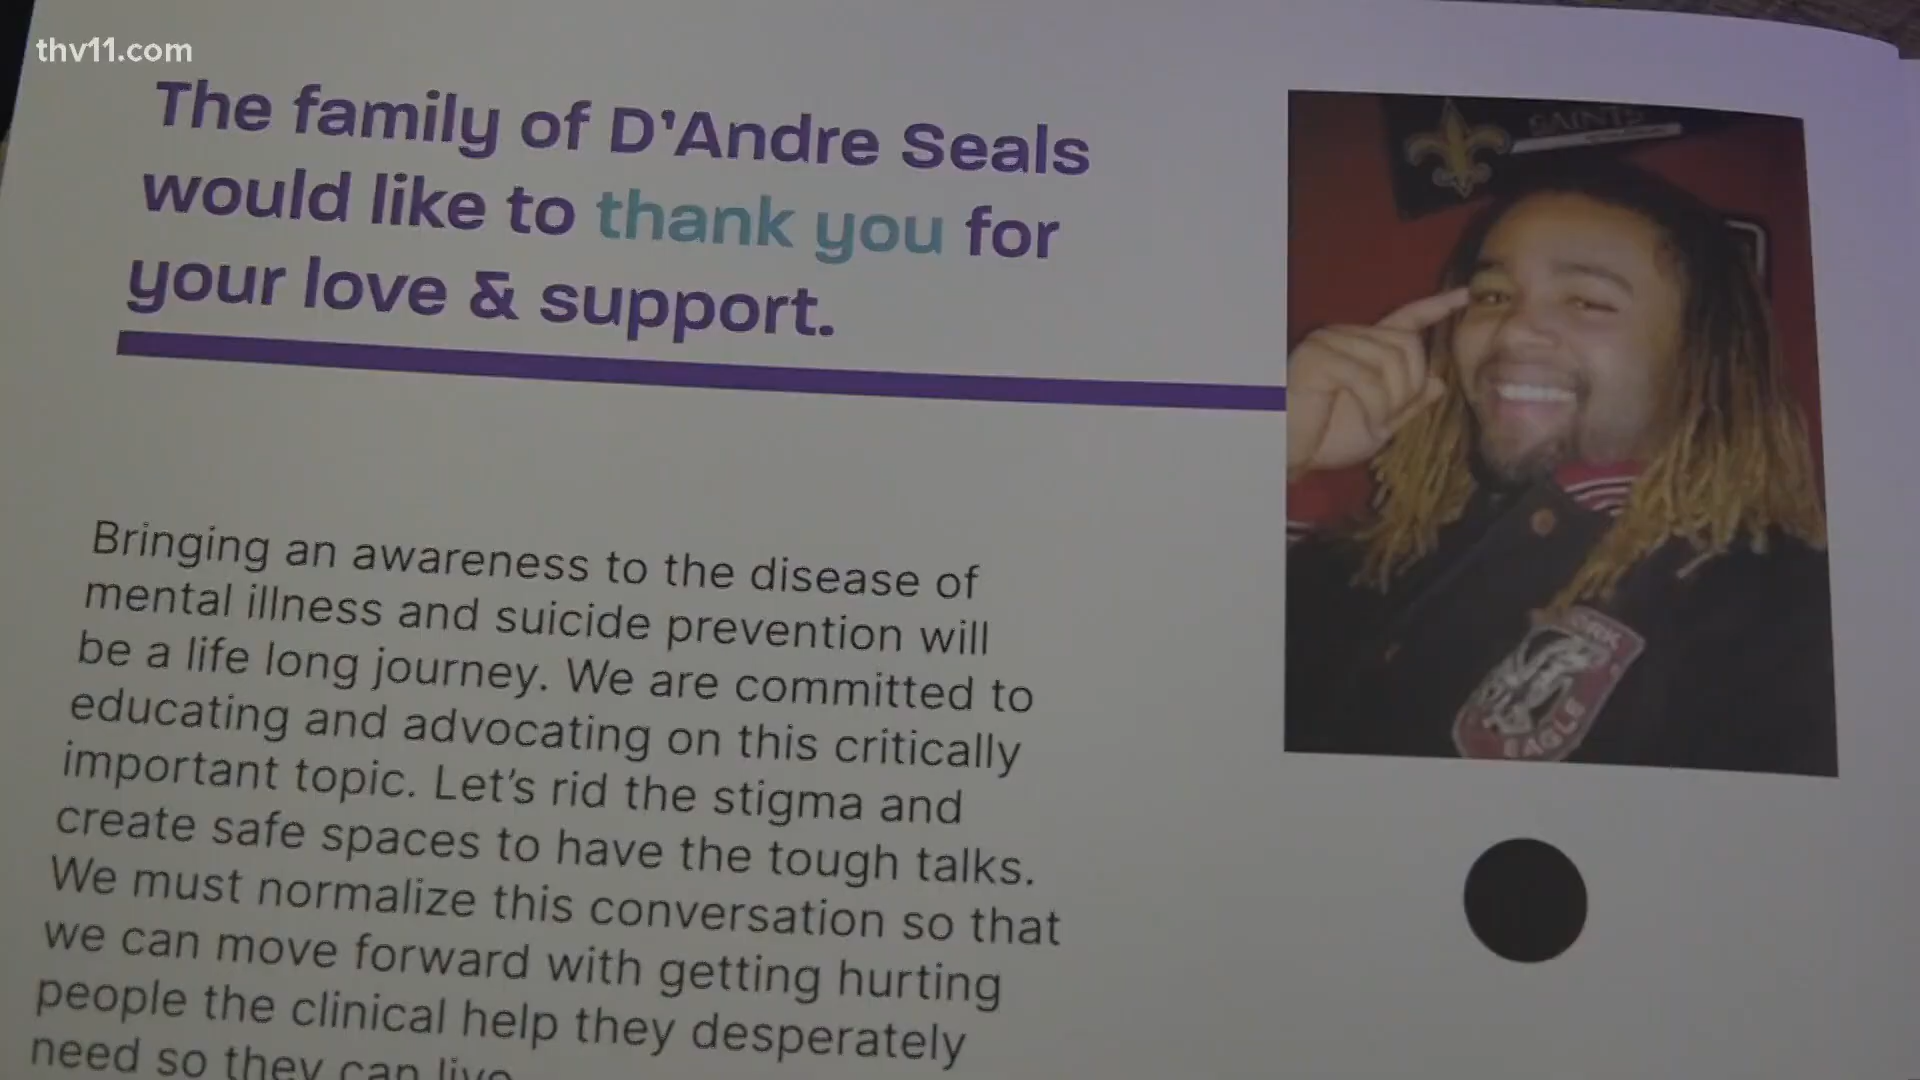 thv11.com
The family of D'Andre Seals
would like to thank you for
your love & support.
SAINTS
Bringing an awareness to the disease of
mental illness and suicide prevention will
be a life long journey. We are committed to
educating and advocating on this critically
important topic. Let's rid the stigma and
create safe spaces to have the tough talks.
We must normalize this conversation so that
we can move forward with getting hurting
people the clinical help they desperately
need so they can live
EAGLE